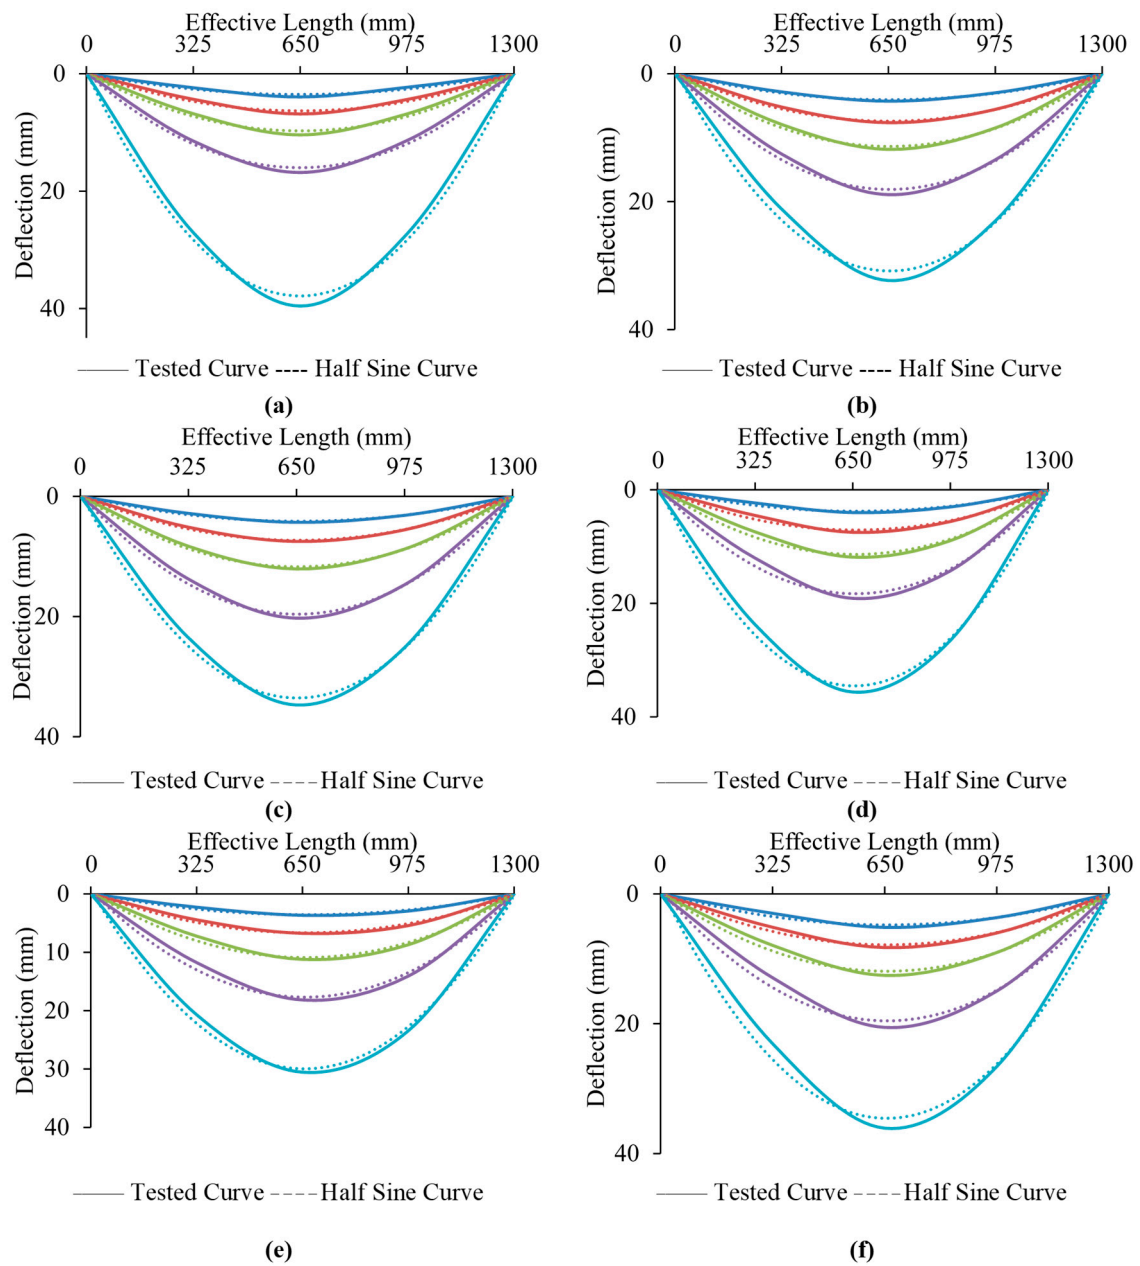 Effective Length (mm)
0 325 650 975 1300
0
20
40
Deflection (mm)
Tested Curve Half Sine Curve
(a)
Effective Length (mm)
0 325 650 975 1300
0
20
40
Deflection (mm)
Tested Curve Half Sine Curve
(b)
Effective Length (mm)
0 325 650 975 1300
0
20
40
Deflection (mm)
Tested Curve Half Sine Curve
(c)
Effective Length (mm)
0 325 650 975 1300
0
20
40
Deflection (mm)
Tested Curve Half Sine Curve
(d)
Effective Length (mm)
0 325 650 975 1300
0
10
20
30
40
Deflection (mm)
Tested Curve Half Sine Curve
(e)
Effective Length (mm)
0 325 650 975 1300
0
20
40
Deflection (mm)
Tested Curve Half Sine Curve
(f)